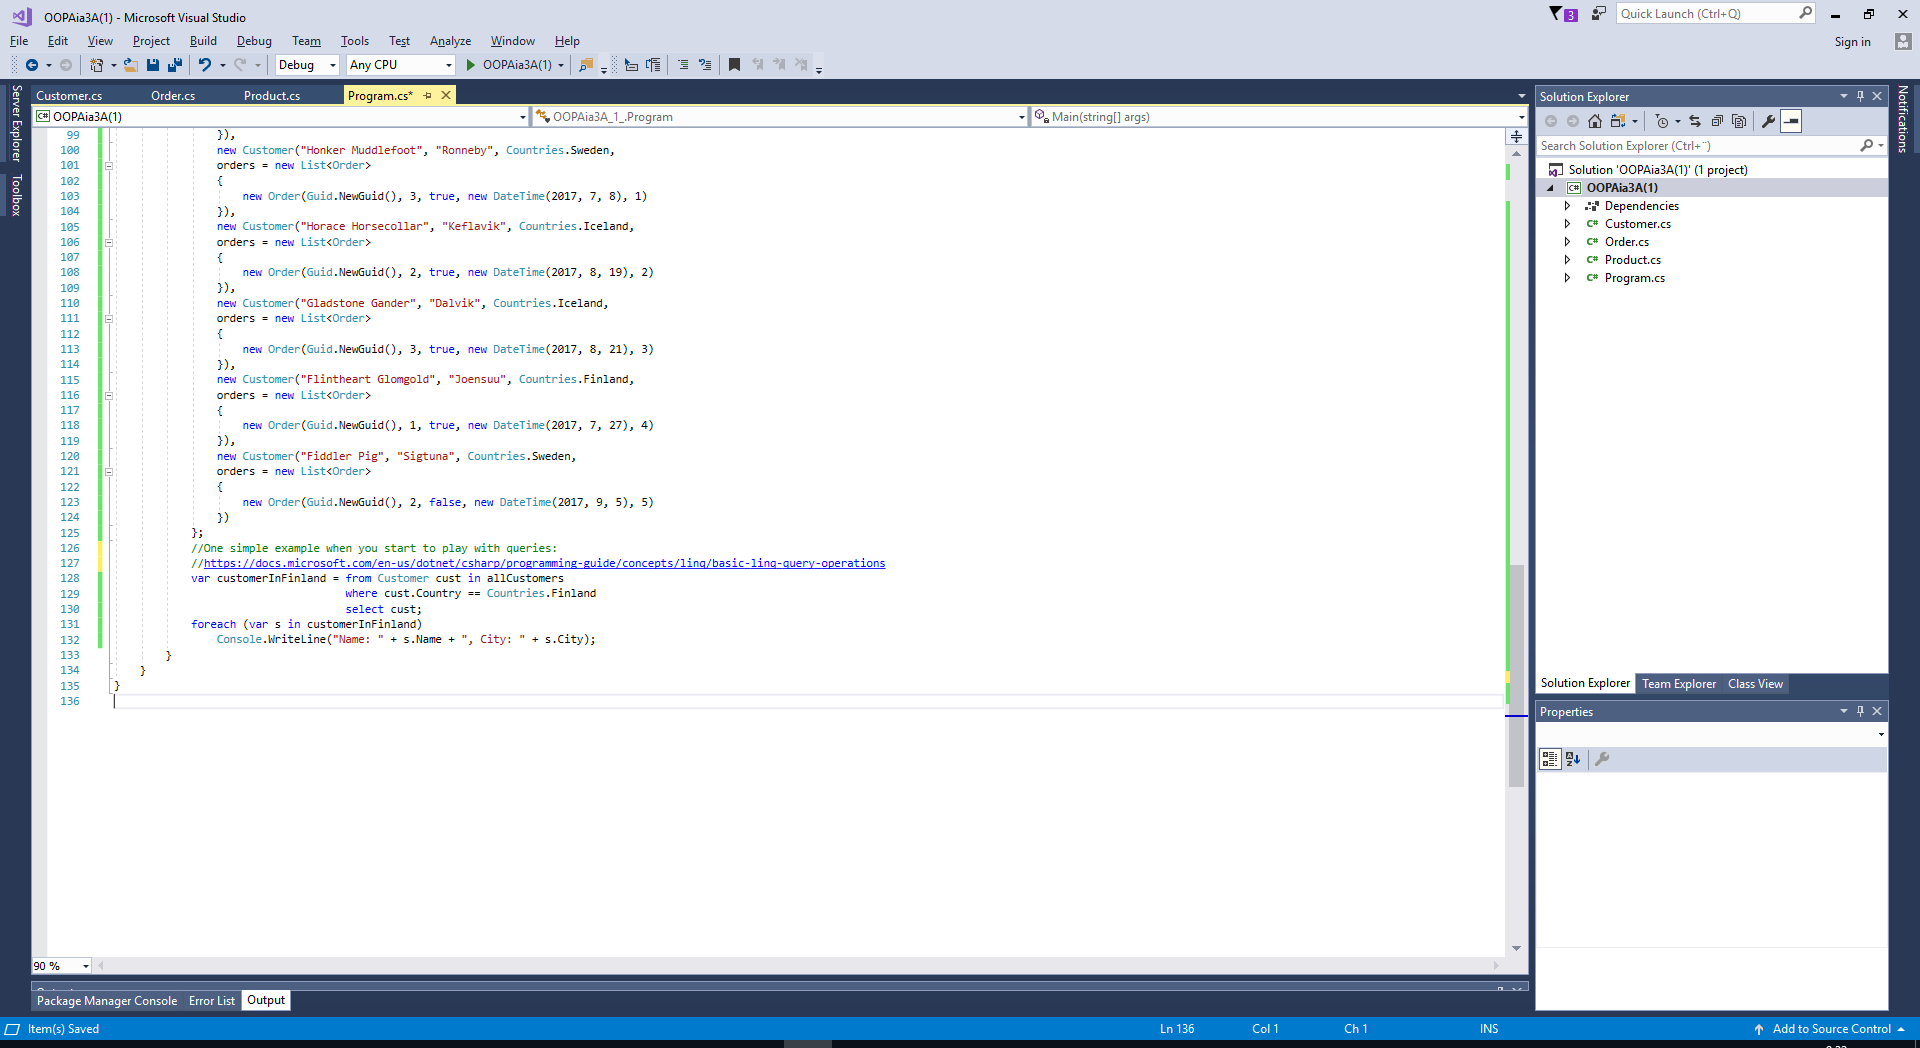 OOPAia3A(1) - Microsoft Visual Studio
3
Quick Launch (Ctrl+Q)
File Edit View Project Build Debug Team Tools Test Analyze Window Help
Sign in
Debug Any CPU OOPAia3A(1)
Server Explorer
Toolbox
Customer.cs Order.cs Product.cs Program.cs*
C# OOPAia3A(1) OOPAia3A_1_.Program Main(string[] args)
99 }),
100 new Customer("Honker Muddlefoot", "Ronneby", Countries.Sweden,
101 orders = new List<Order>
102 {
103 new Order(Guid.NewGuid(), 3, true, new DateTime(2017, 7, 8), 1)
104 }),
105 new Customer("Horace Horsecollar", "Keflavik", Countries.Iceland,
106 orders = new List<Order>
107 {
108 new Order(Guid.NewGuid(), 2, true, new DateTime(2017, 8, 19), 2)
109 }),
110 new Customer("Gladstone Gander", "Dalvik", Countries.Iceland,
111 orders = new List<Order>
112 {
113 new Order(Guid.NewGuid(), 3, true, new DateTime(2017, 8, 21), 3)
114 }),
115 new Customer("Flintheart Glomgold", "Joensuu", Countries.Finland,
116 orders = new List<Order>
117 {
118 new Order(Guid.NewGuid(), 1, true, new DateTime(2017, 7, 27), 4)
119 }),
120 new Customer("Fiddler Pig", "Sigtuna", Countries.Sweden,
121 orders = new List<Order>
122 {
123 new Order(Guid.NewGuid(), 2, false, new DateTime(2017, 9, 5), 5)
124 })
125 };
126 //One simple example when you start to play with queries:
127 //https://docs.microsoft.com/en-us/dotnet/csharp/programming-guide/concepts/linq/basic-linq-query-operations
128 var customerInFinland = from Customer cust in allCustomers
129 where cust.Country == Countries.Finland
130 select cust;
131 foreach (var s in customerInFinland)
132 Console.WriteLine("Name: " + s.Name + ", City: " + s.City);
133 }
134 }
135 }
136
90 %
Package Manager Console Error List Output
Solution Explorer
Search Solution Explorer (Ctrl+¨)
Solution 'OOPAia3A(1)' (1 project)
C# OOPAia3A(1)
Dependencies
C# Customer.cs
C# Order.cs
C# Product.cs
C# Program.cs
Solution Explorer Team Explorer Class View
Properties
Notifications
Item(s) Saved Ln 136 Col 1 Ch 1 INS Add to Source Control